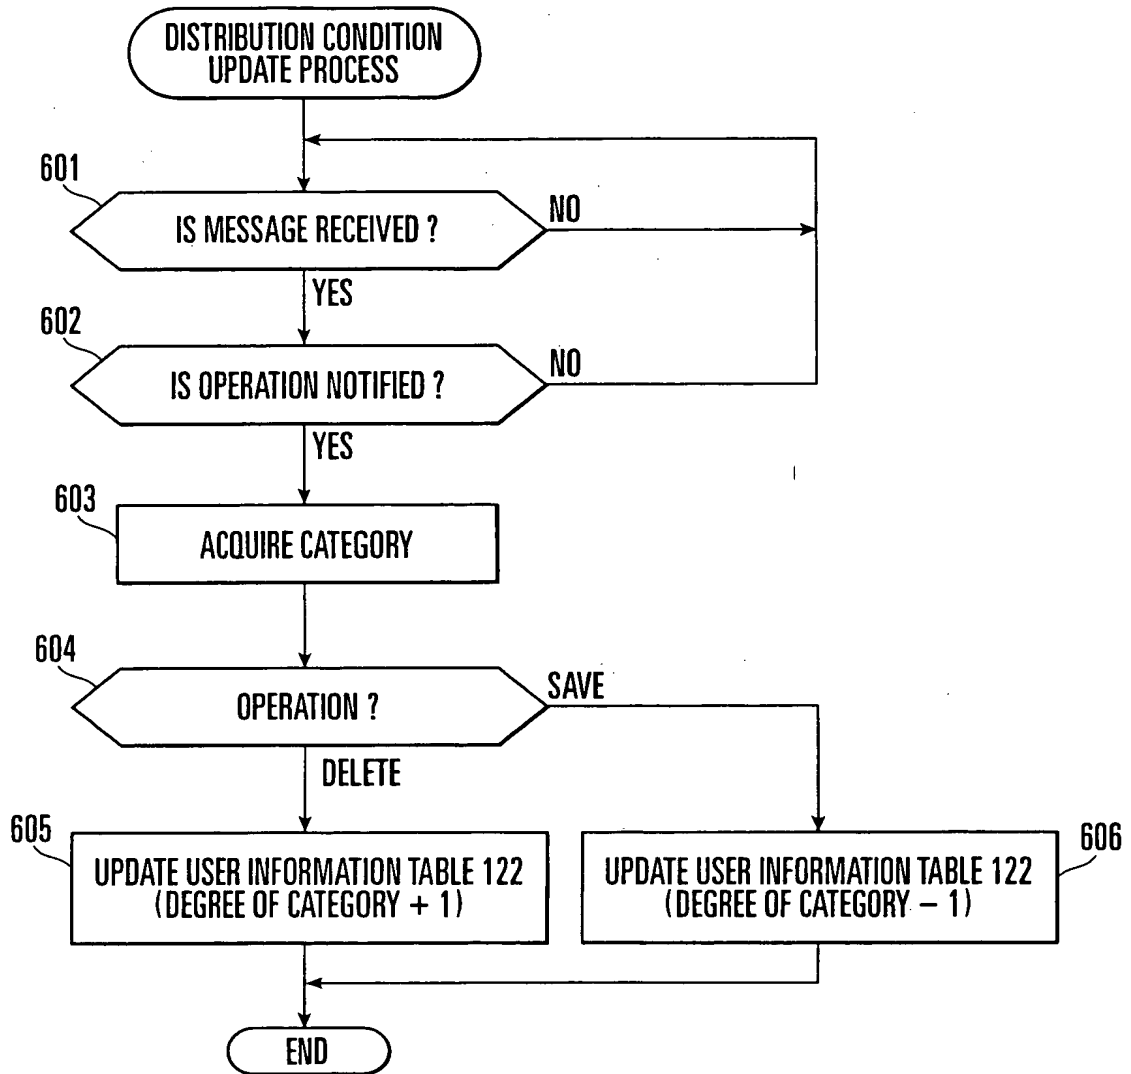 DISTRIBUTION CONDITION
UPDATE PROCESS
601
IS MESSAGE RECEIVED ?
NO
YES
602
IS OPERATION NOTIFIED ?
NO
YES
603
ACQUIRE CATEGORY
604
OPERATION ?
SAVE
DELETE
605
UPDATE USER INFORMATION TABLE 122
(DEGREE OF CATEGORY + 1)
606
UPDATE USER INFORMATION TABLE 122
(DEGREE OF CATEGORY − 1)
END